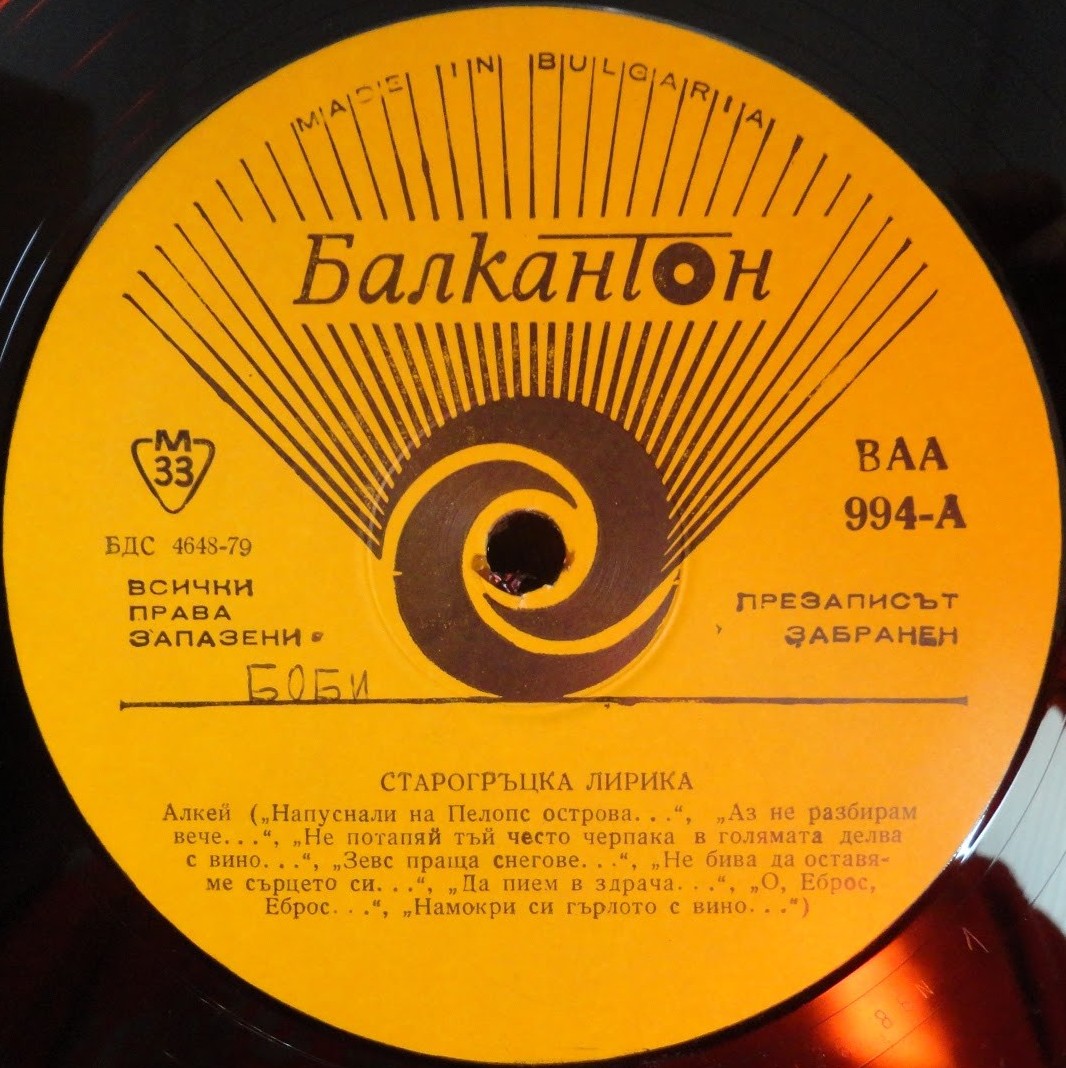 MADE IN BULGARIA
Балкантон
М
33
БДС 4648-79
ВСИЧКИ
ПРАВА
ЗАПАЗЕНИ
БОБИ
ВАА
994-А
ПРЕЗАПИСЪТ
ЗАБРАНЕН
СТАРОГРЪЦКА ЛИРИКА
Алкей („Напуснали на Пелопс острова...“, „Аз не разбирам
вече...“, „Не потапяй тъй често черпака в голямата делва
с вино...“, „Зевс праща снегове...“, „Не бива да оставя-
ме сърцето си...“, „Да пием в здрача...“, „О, Еброс,
Еброс...“, „Намокри си гърлото с вино...“)